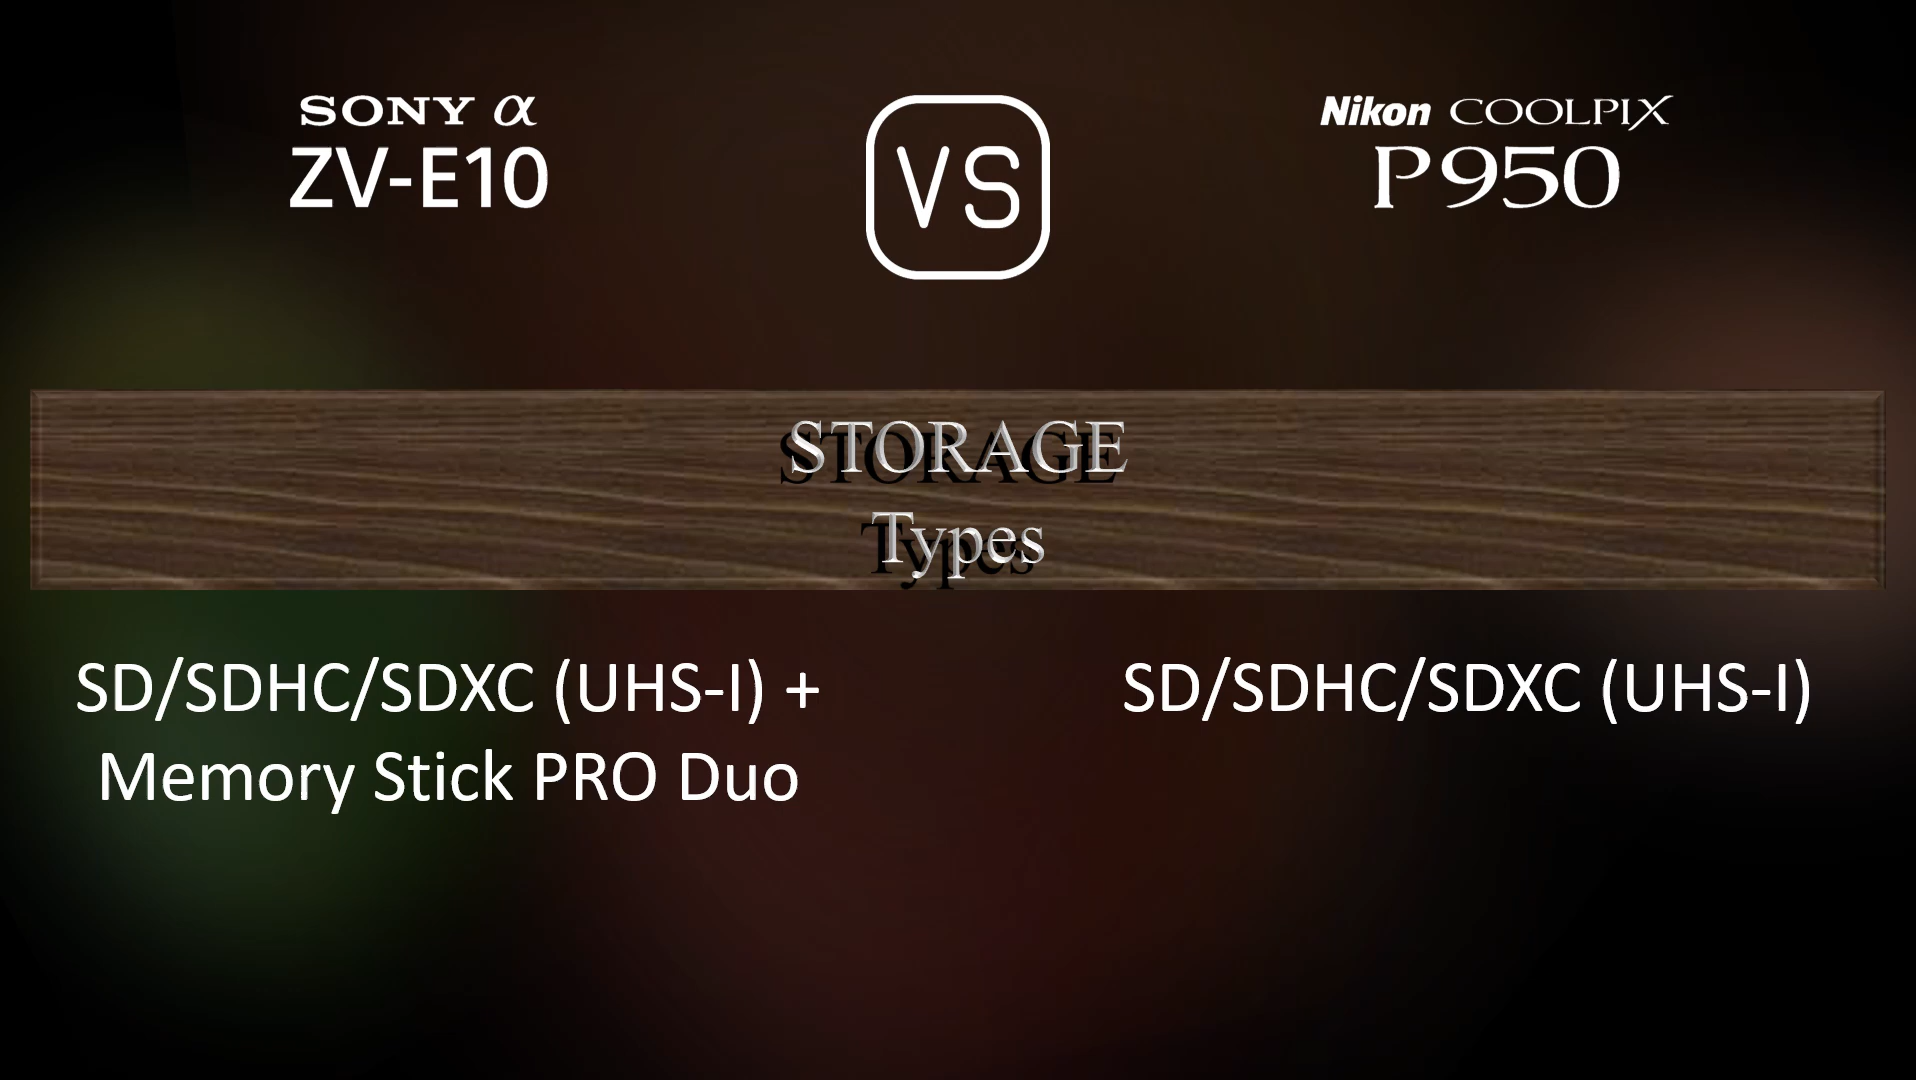 SONY α
ZV-E10
VS
Nikon COOLPIX
P950
STORAGE
Types
SD/SDHC/SDXC (UHS-I) +
Memory Stick PRO Duo
SD/SDHC/SDXC (UHS-I)